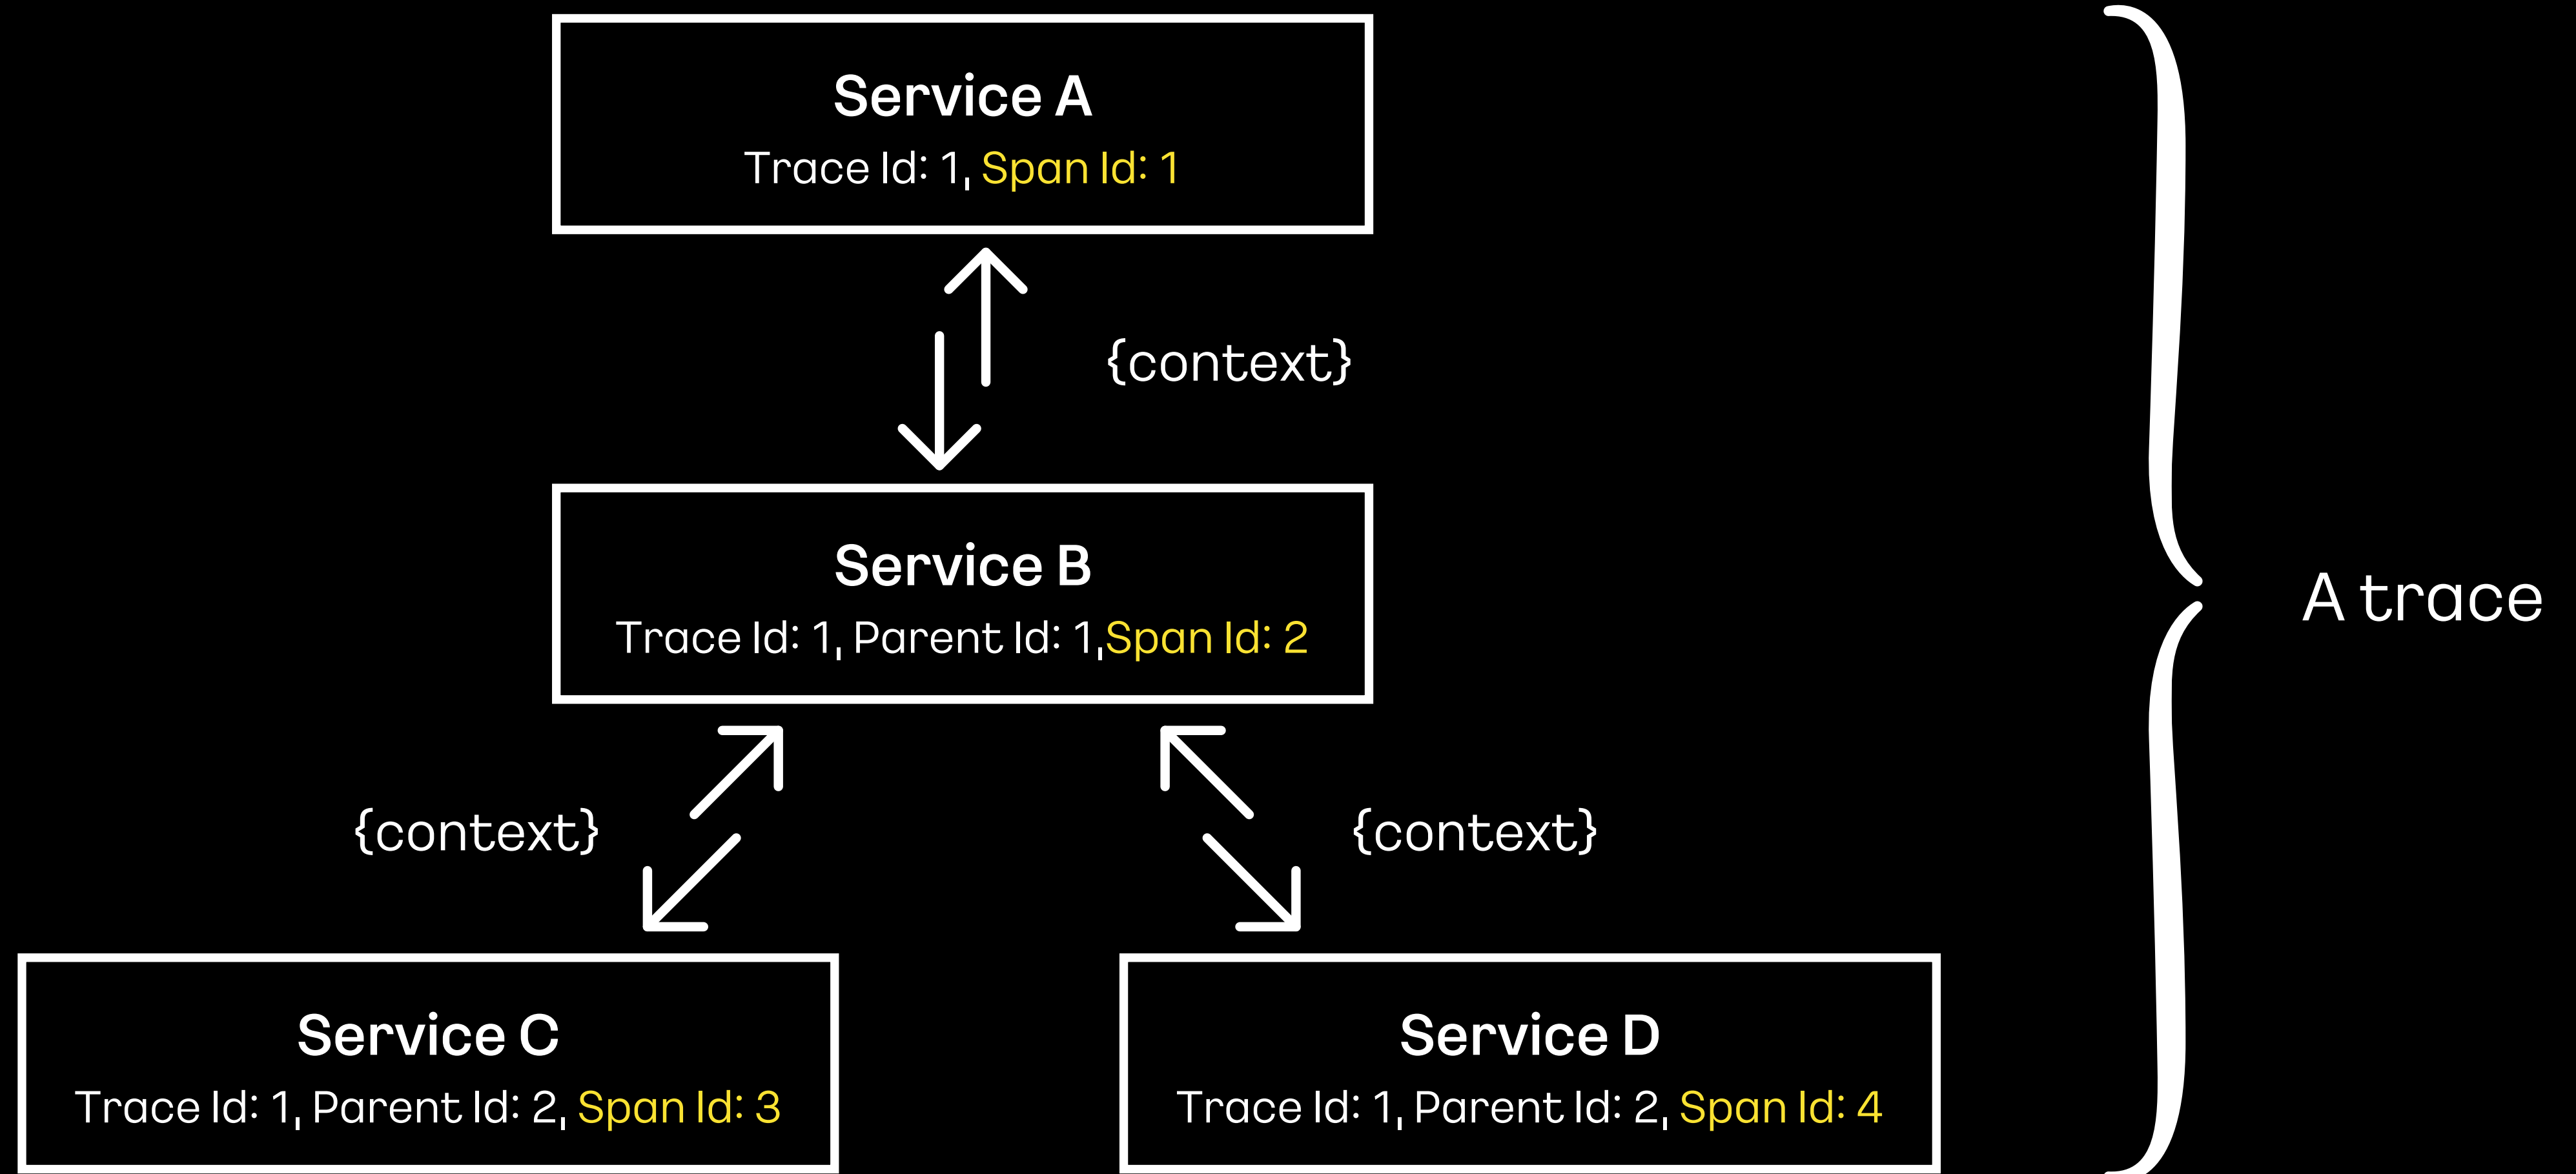 Service A
Trace Id: 1, Span Id: 1
{context}
Service B
Trace Id: 1, Parent Id: 1,Span Id: 2
A trace
{context}
{context}
Service C
Trace Id: 1, Parent Id: 2, Span Id: 3
Service D
Trace Id: 1, Parent Id: 2, Span Id: 4